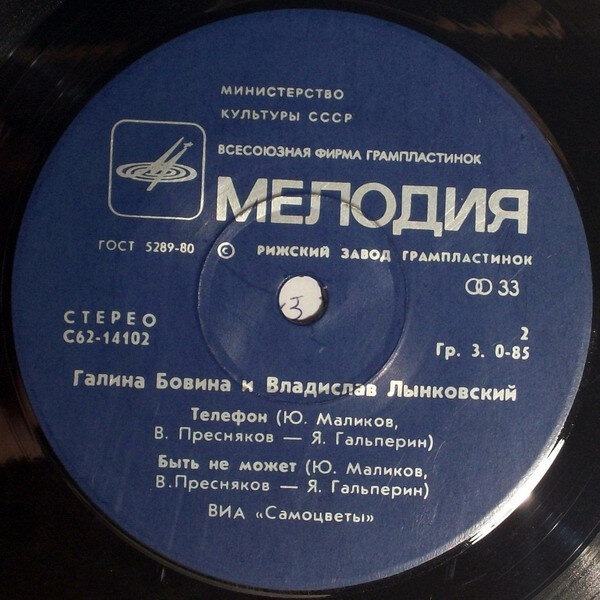 МИНИСТЕРСТВО
КУЛЬТУРЫ СССР
ВСЕСОЮЗНАЯ ФИРМА ГРАМПЛАСТИНОК
МЕЛОДИЯ
ГОСТ 5289-80 © РИЖСКИЙ ЗАВОД ГРАМПЛАСТИНОК
33
3
СТЕРЕО
С62-14102
2
Гр. 3. 0-85
Галина Бовина и Владислав Лынковский
Телефон (Ю. Маликов,
В. Пресняков — Я. Гальперин)
Быть не может (Ю. Маликов,
В.Пресняков — Я. Гальперин)
ВИА «Самоцветы»